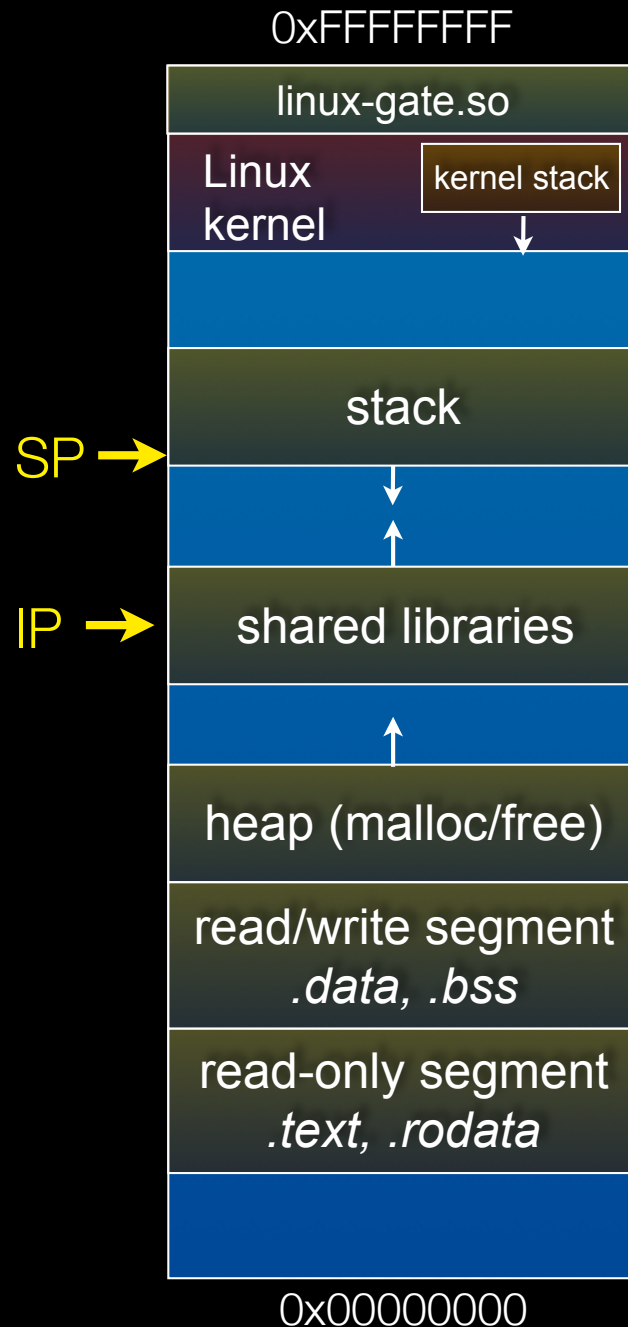 0xFFFFFFFF
linux-gate.so
Linux
kernel
kernel stack
stack
SP
IP
shared libraries
heap (malloc/free)
read/write segment
.data, .bss
read-only segment
.text, .rodata
0x00000000